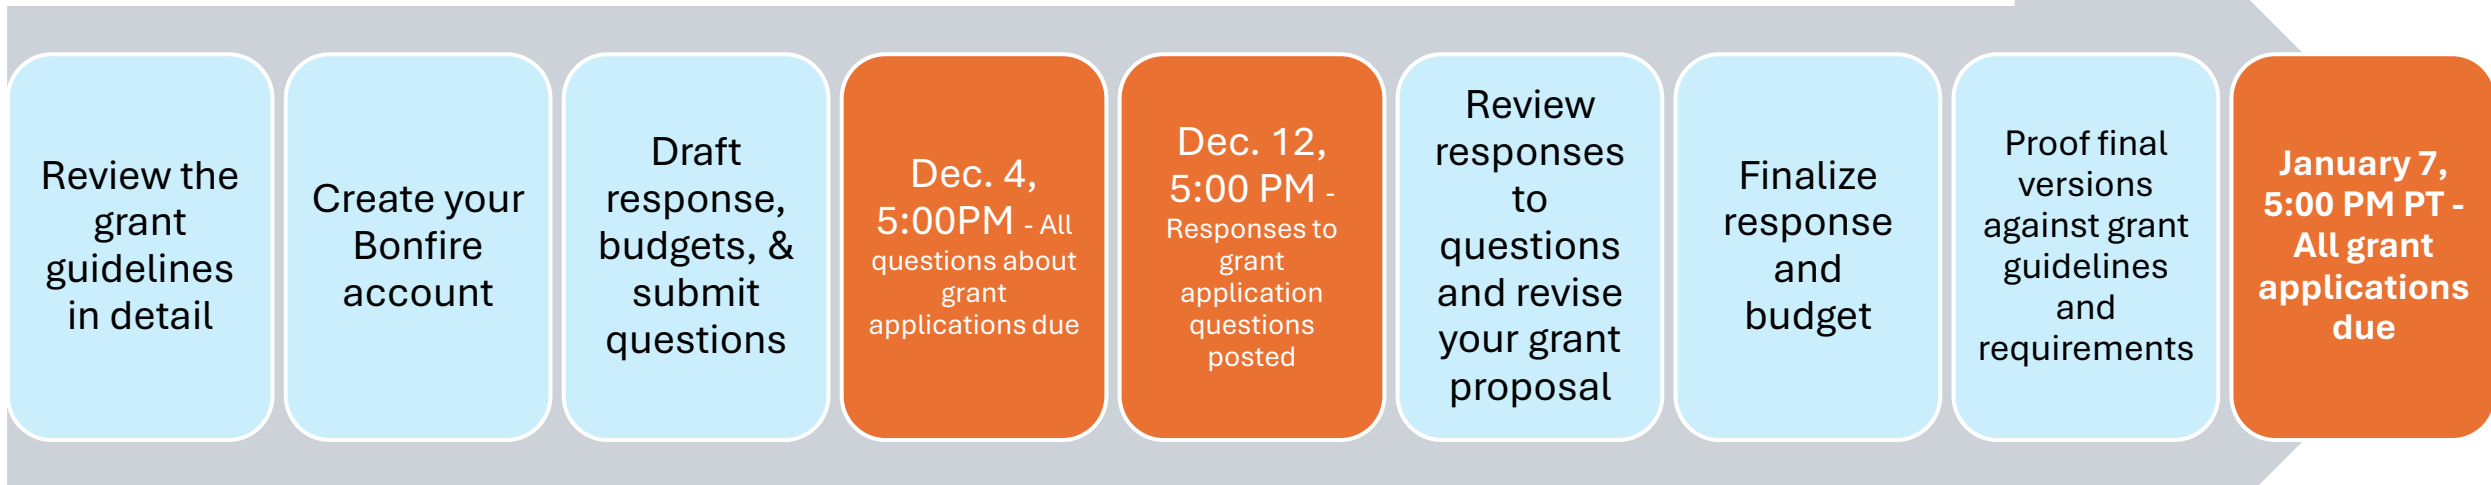 Review the
grant
guidelines
in detail
Create your
Bonfire
account
Draft
response,
budgets, &
submit
questions
Dec. 4,
5:00PM - All
questions about
grant
applications due
Dec. 12,
5:00 PM -
Responses to
grant
application
questions
posted
Review
responses
to
questions
and revise
your grant
proposal
Finalize
response
and
budget
Proof final
versions
against grant
guidelines
and
requirements
January 7,
5:00 PM PT -
All grant
applications
due